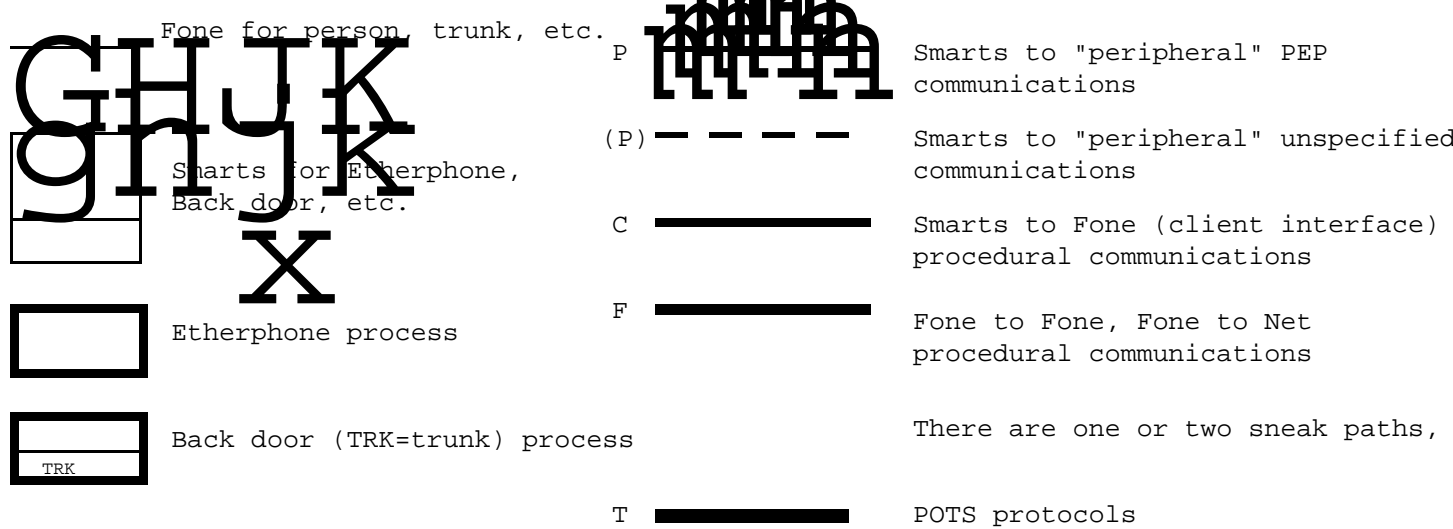 Fone for person, trunk, etc.
GHJK
gnjk
x
Smarts for Etherphone,
Back door, etc.
Etherphone process
Back door (TRK=trunk) process
TRK
P
Smarts to "peripheral" PEP
communications
(P)
Smarts to "peripheral" unspecified
communications
C
Smarts to Fone (client interface)
procedural communications
F
Fone to Fone, Fone to Net
procedural communications
There are one or two sneak paths,
T
POTS protocols